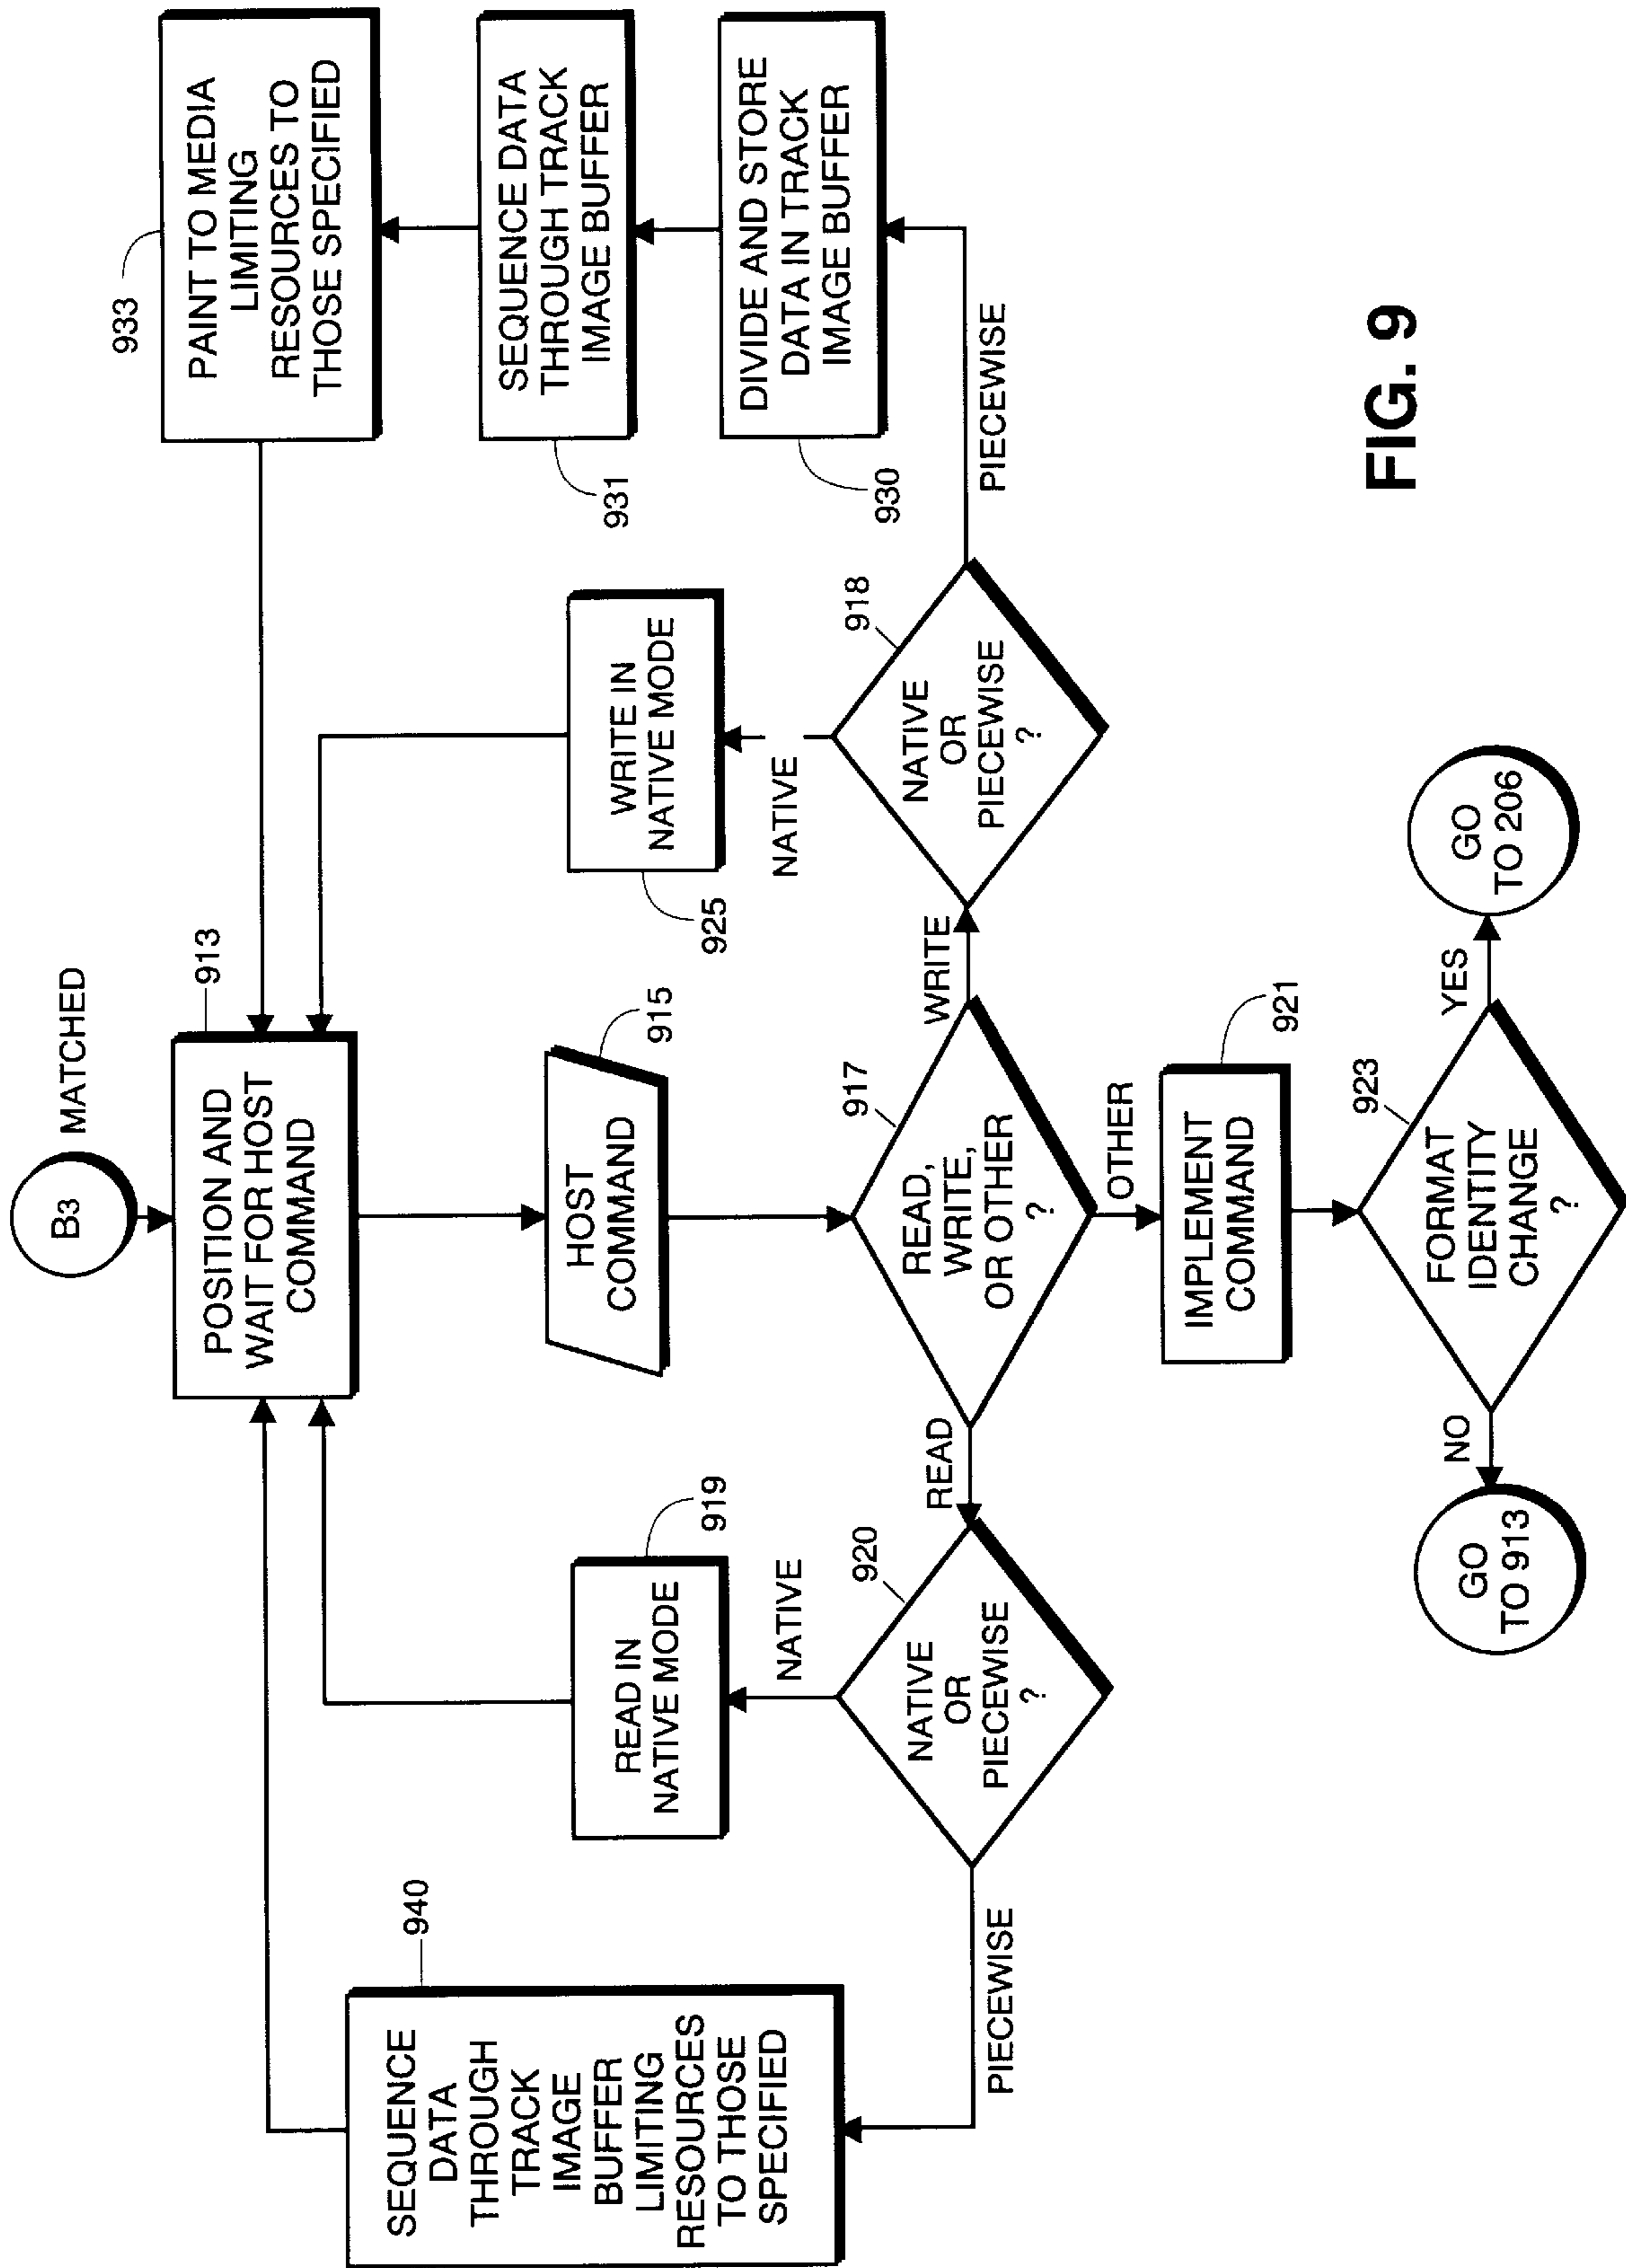 B3
MATCHED
POSITION AND
WAIT FOR HOST
COMMAND
913
HOST
COMMAND
915
READ,
WRITE,
OR OTHER
?
917
READ
WRITE
OTHER
NATIVE
OR
PIECEWISE
?
920
NATIVE
READ IN
NATIVE MODE
919
PIECEWISE
SEQUENCE
DATA
THROUGH
TRACK
IMAGE
BUFFER
LIMITING
RESOURCES
TO THOSE
SPECIFIED
940
NATIVE
OR
PIECEWISE
?
918
NATIVE
WRITE IN
NATIVE MODE
925
PIECEWISE
DIVIDE AND STORE
DATA IN TRACK
IMAGE BUFFER
930
SEQUENCE DATA
THROUGH TRACK
IMAGE BUFFER
931
PAINT TO MEDIA
LIMITING
RESOURCES TO
THOSE SPECIFIED
933
IMPLEMENT
COMMAND
921
FORMAT
IDENTITY
CHANGE
?
923
NO
GO
TO 913
YES
GO
TO 206
FIG. 9